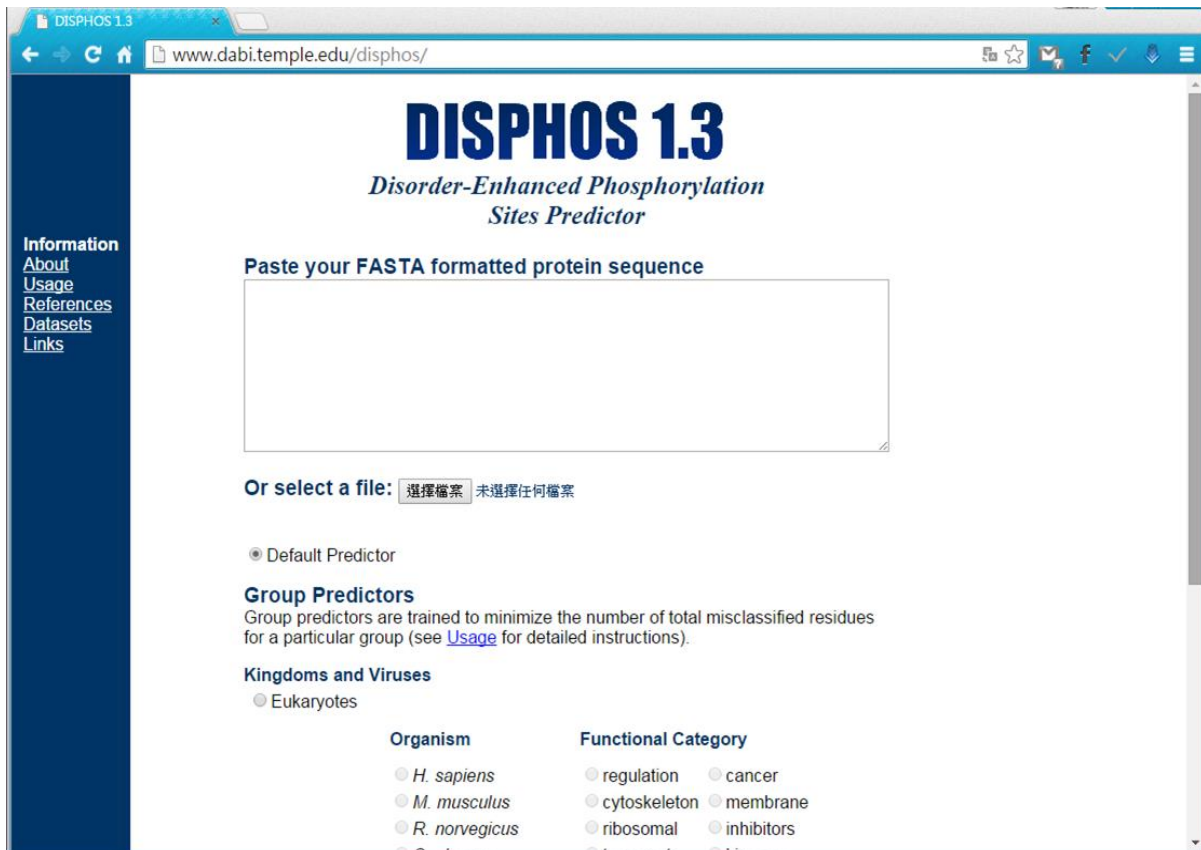 DISPHOS 1.3
www.dabi.temple.edu/disphos/
7
f
DISPHOS 1.3
Disorder-Enhanced Phosphorylation
Sites Predictor
Information
About
Usage
References
Datasets
Links
Paste your FASTA formatted protein sequence
Or select a file: 選擇檔案 未選擇任何檔案
Default Predictor
Group Predictors
Group predictors are trained to minimize the number of total misclassified residues
for a particular group (see Usage for detailed instructions).
Kingdoms and Viruses
Eukaryotes
Organism Functional Category
H. sapiens regulation cancer
M. musculus cytoskeleton membrane
R. norvegicus ribosomal inhibitors